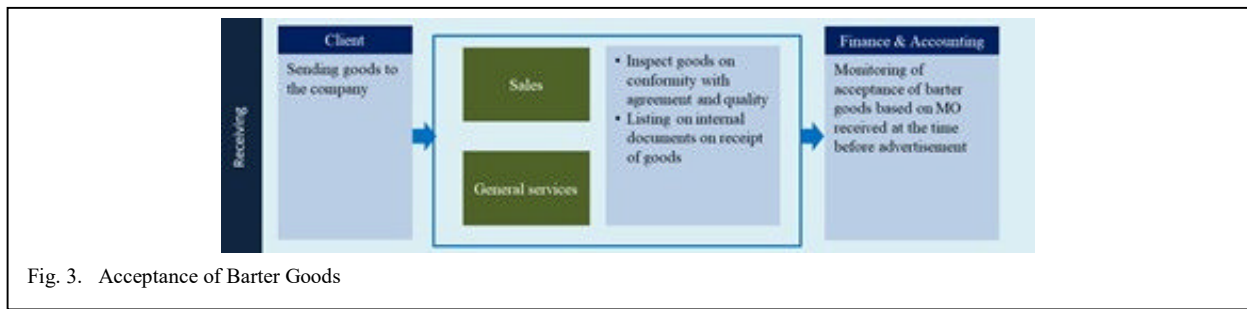 Receiving
Client
Sending goods to
the company
Sales
General services
• Inspect goods on
conformity with
agreement and quality
• Listing on internal
documents on receipt
of goods
Finance & Accounting
Monitoring of
acceptance of barter
goods based on MO
received at the time
before advertisement
Fig. 3. Acceptance of Barter Goods